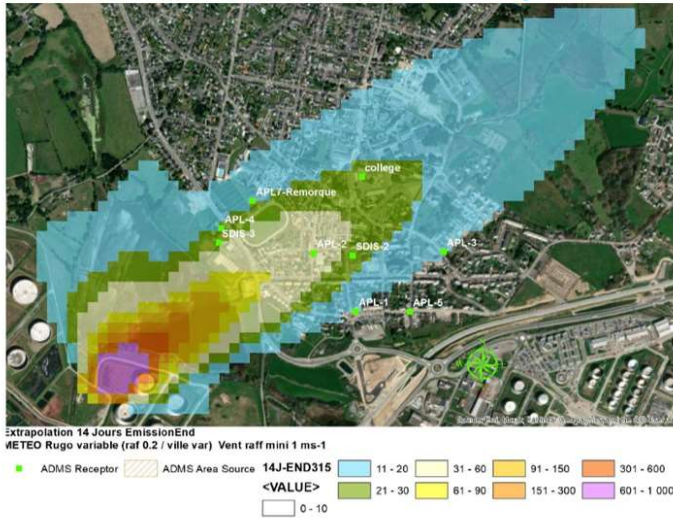 college
APL7-Remorque
APL-4
SDIS-3
APL-2
SDIS-2
APL-3
APL-1
APL-5
Extrapolation 14 Jours EmissionEnd
METEO Rugo variable (raf 0.2 / ville var) Vent raff mini 1 ms-1
ADMS Receptor
ADMS Area Source
14J-END315
<VALUE>
0 - 10
11 - 20
21 - 30
31 - 60
61 - 90
91 - 150
151 - 300
301 - 600
601 - 1 000